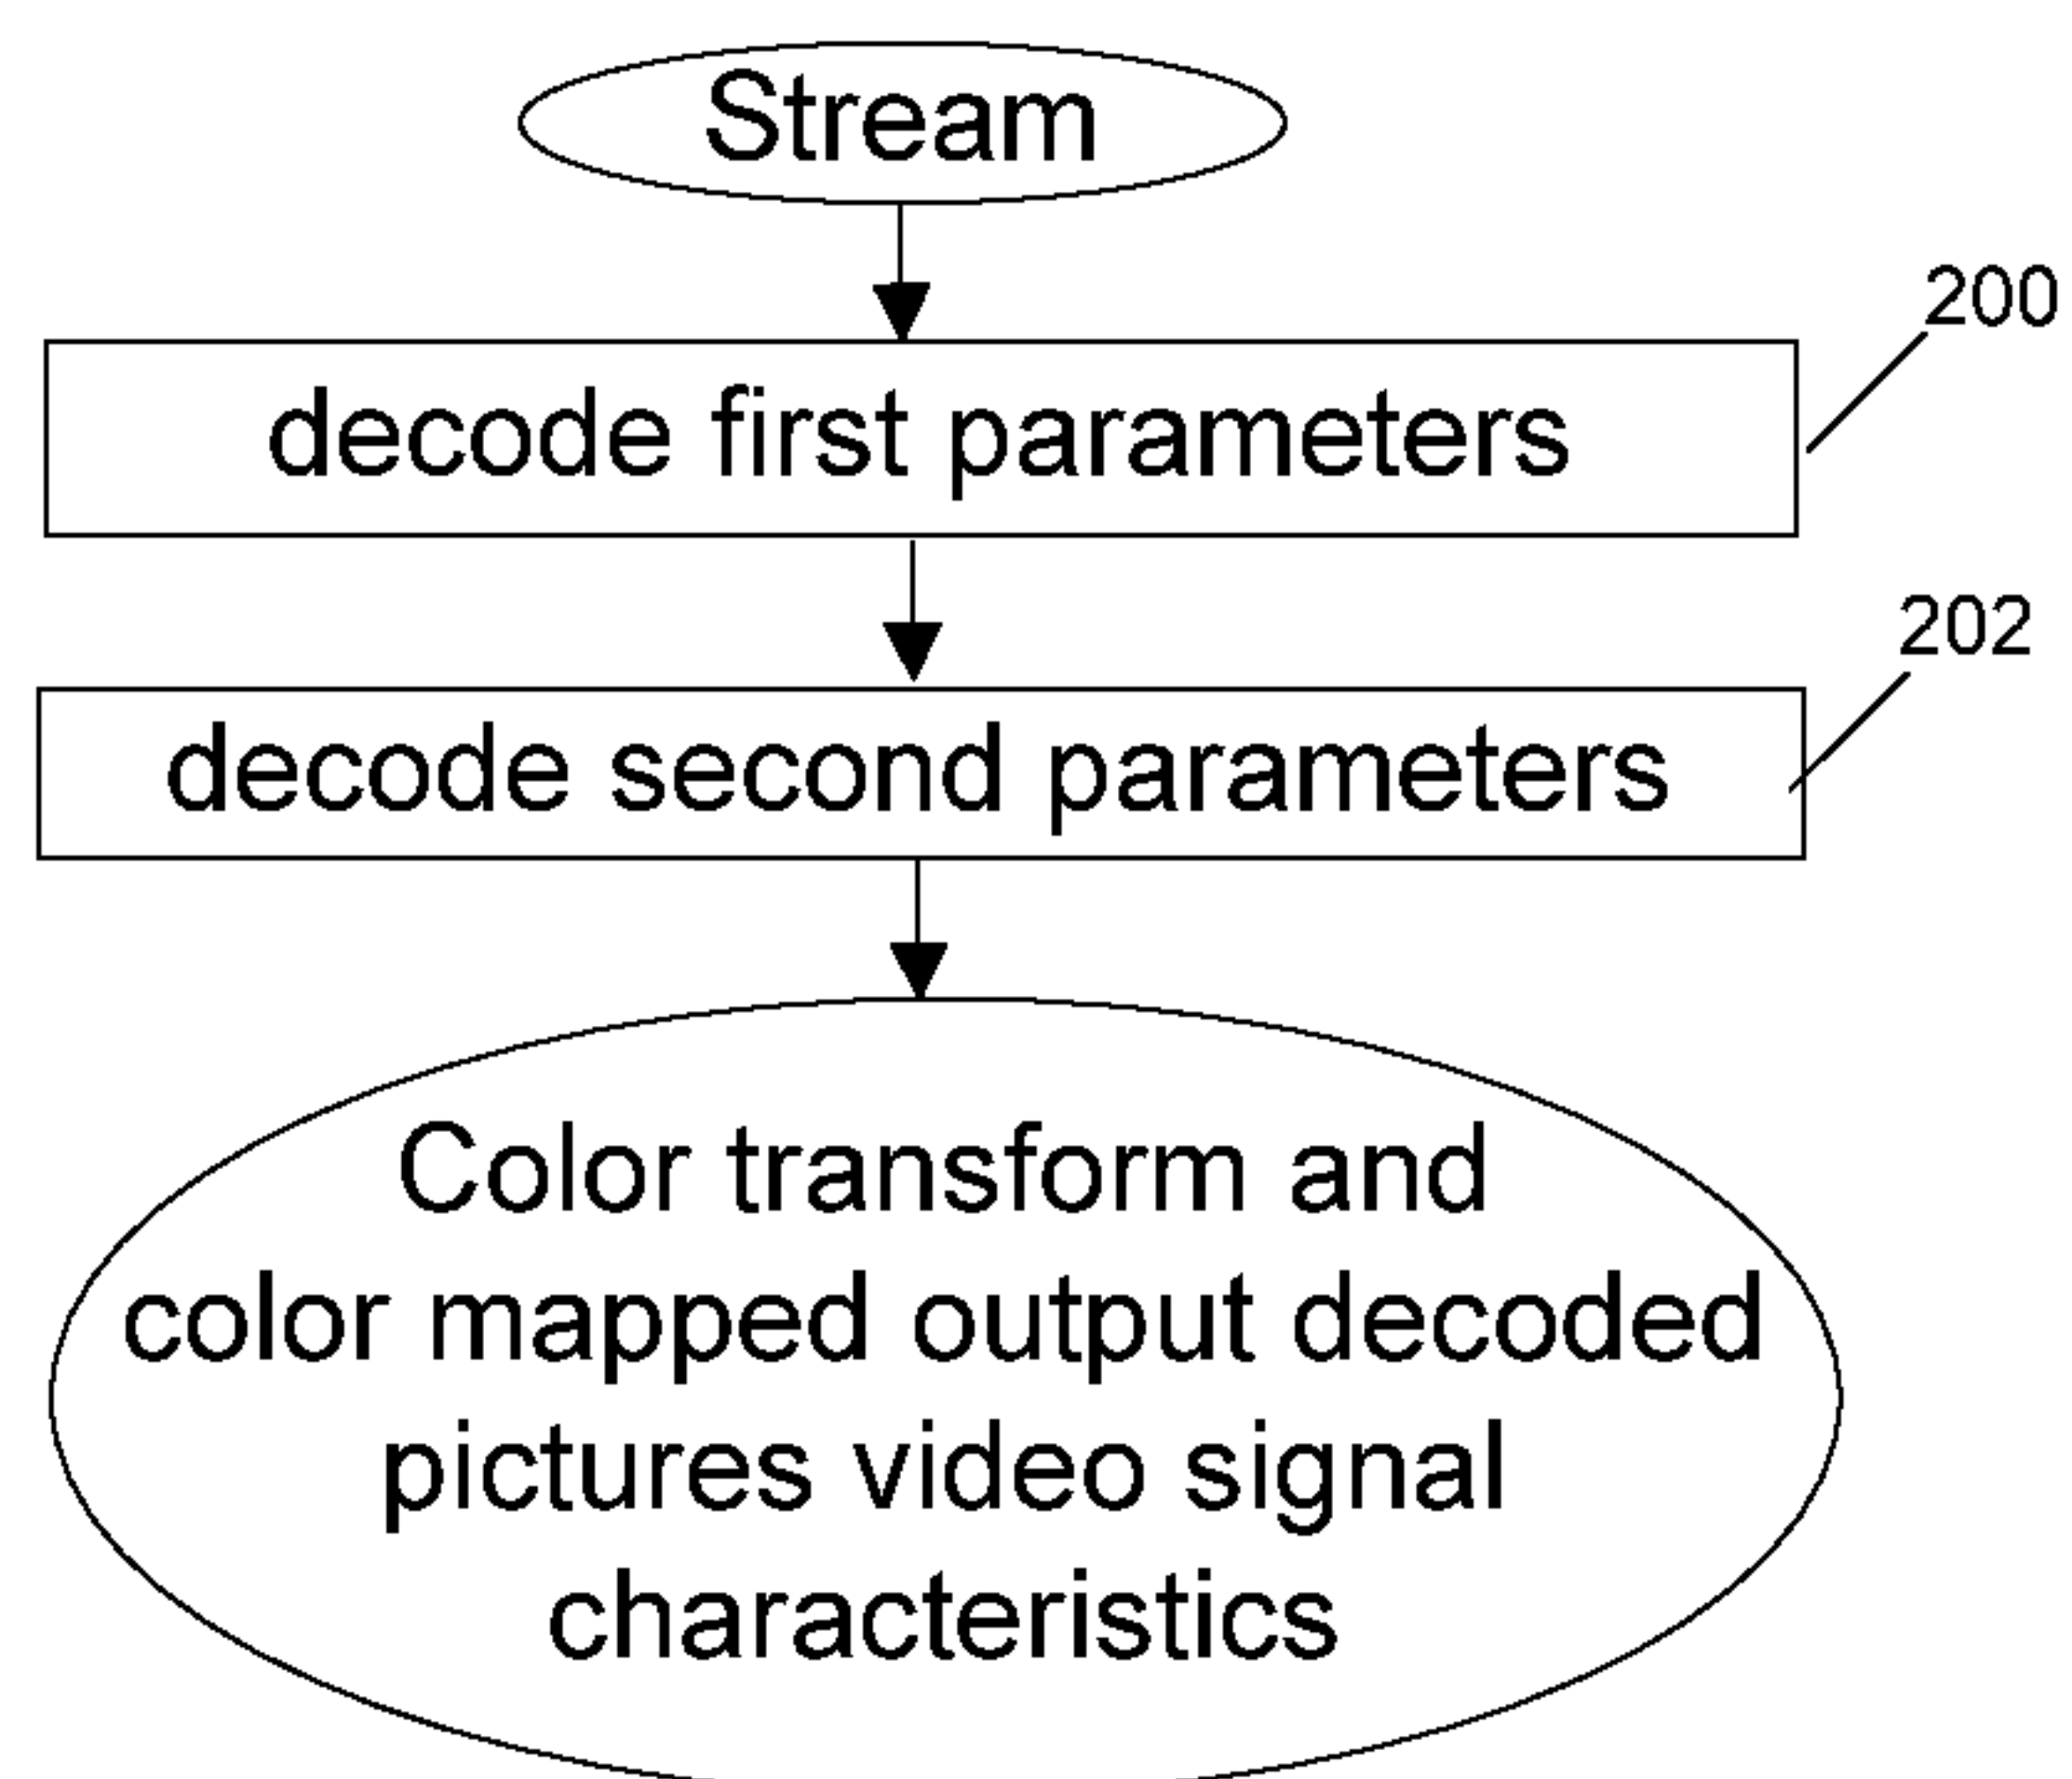 Stream
200
decode first parameters
202
decode second parameters
Color transform and
color mapped output decoded
pictures video signal
characteristics